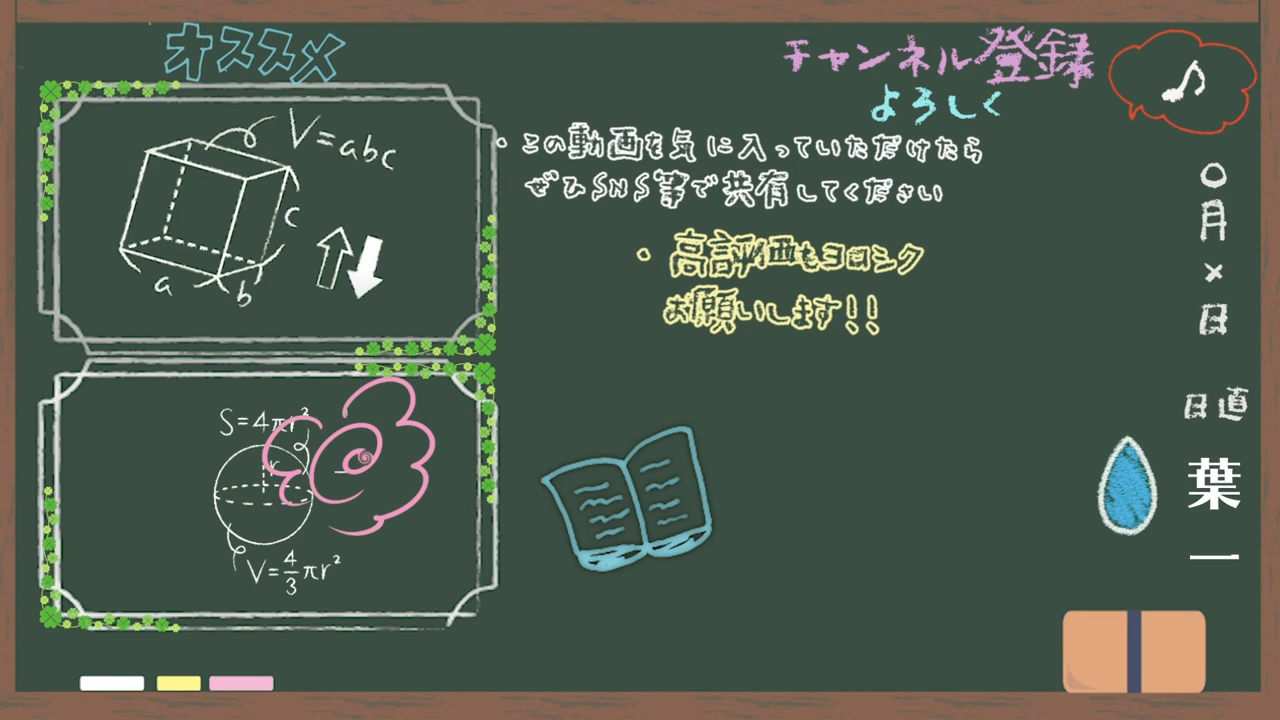 オススメ
V=abc
c
a
b
S=4πr²
r
V=4/3πr²
チャンネル登録
よろしく
・この動画を気に入っていただけたら
ぜひSNS等で共有してください
・高評価もヨロシク
お願いします!!
♪
〇月×日
日直
葉一